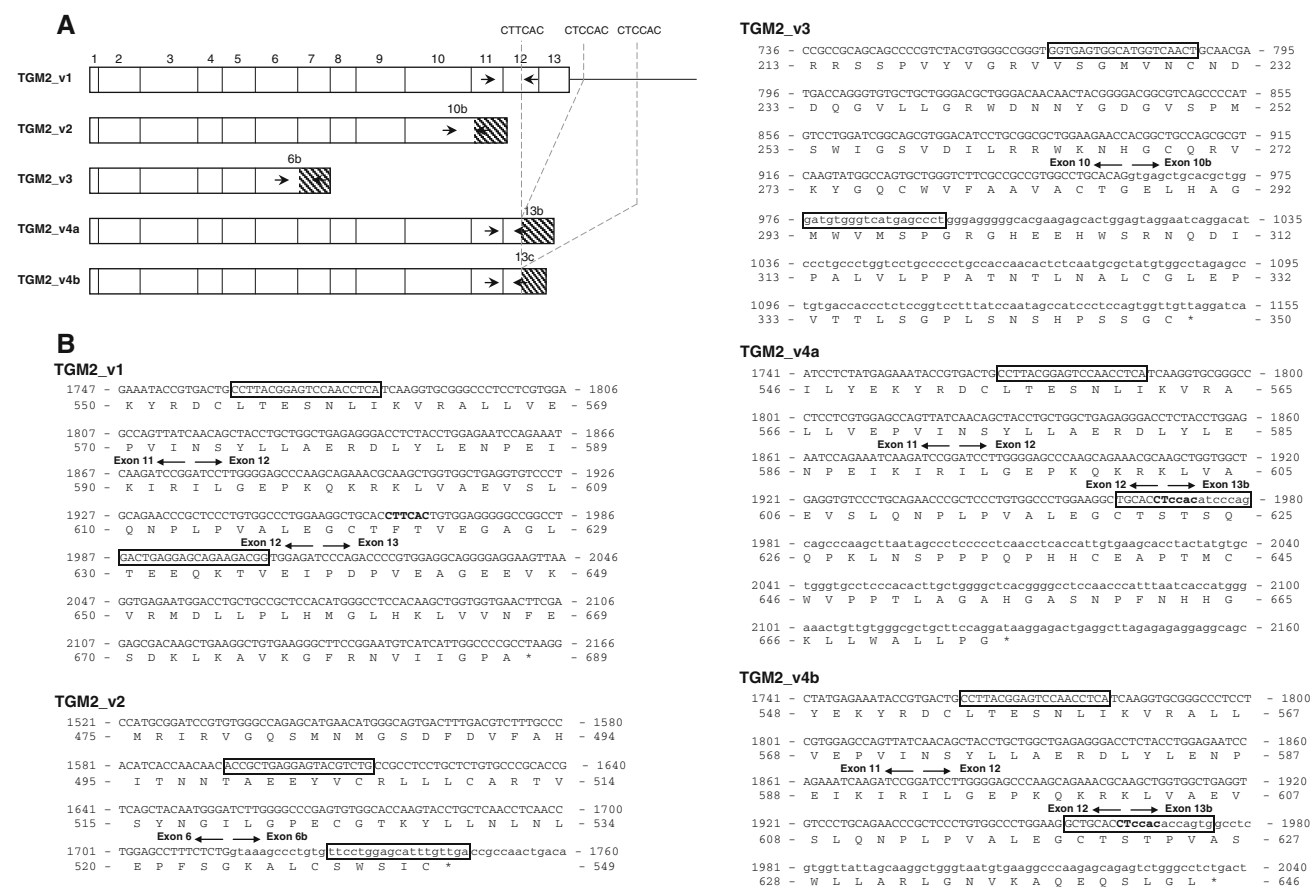 A
CTTCAC CTCCAC CTCCAC
1 2 3 4 5 6 7 8 9 10 11 12 13
TGM2_v1
10b
TGM2_v2
6b
TGM2_v3
13b
TGM2_v4a
13c
TGM2_v4b
B
TGM2_v1
1747 - GAAATACCGTGACTGCCTTACGGAGTCCAACCTCATCAAGGTGCGGGCCCTCCTCGTGGA - 1806
550 - K Y R D C L T E S N L I K V R A L L V E - 569
1807 - GCCAGTTATCAACAGCTACCTGCTGGCTGAGAGGGACCTCTACCTGGAGAATCCAGAAAT - 1866
570 - P V I N S Y L L A E R D L Y L E N P E I - 589
Exon 11 Exon 12
1867 - CAAGATCCGGATCCTTGGGGAGCCCAAGCAGAAACGCAAGCTGGTGGCTGAGGTGTCCCT - 1926
590 - K I R I L G E P K Q K R K L V A E V S L - 609
1927 - GCAGAACCCGCTCCCTGTGGCCCTGGAAGGCTGCACCTTCACTGTGGAGGGGGCCGGCCT - 1986
610 - Q N P L P V A L E G C T F T V E G A G L - 629
Exon 12 Exon 13
1987 - GACTGAGGAGCAGAAGACGGTGGAGATCCCAGACCCCGTGGAGGCAGGGGAGGAAGTTAA - 2046
630 - T E E Q K T V E I P D P V E A G E E V K - 649
2047 - GGTGAGAATGGACCTGCTGCCGCTCCACATGGGCCTCCACAAGCTGGTGGTGAACTTCGA - 2106
650 - V R M D L L P L H M G L H K L V V N F E - 669
2107 - GAGCGACAAGCTGAAGGCTGTGAAGGGCTTCCGGAATGTCATCATTGGCCCCGCCTAAGG - 2166
670 - S D K L K A V K G F R N V I I G P A * - 689
TGM2_v2
1521 - CCATGCGGATCCGTGTGTGGGCCAGAGCATGAACATGGGCAGTGACTTTGACGTCTTTGCCC - 1580
475 - M R I R V G Q S M N M G S D F D V F A H - 494
1581 - ACATCACCAACAACACCGCTGAGGAGTACGTCTGCCGCCTCCTGCTCTGTGCCCGCACCG - 1640
495 - I T N N T A E E Y V C R L L L C A R T V - 514
1641 - TCAGCTACAATGGGATCTTGGGGCCCGAGTGTGGCACCAAGTACCTGCTCAACCTCAACC - 1700
515 - S Y N G I L G P E C G T K Y L L N L N L - 534
Exon 6 Exon 6b
1701 - TGGAGCCTTTCTCTGgtaaagccctgtgttcctggagcatttgttgaccgccaactgaca - 1760
520 - E P F S G K A L C S W S I C * - 549
TGM2_v3
736 - CCGCCGCAGCAGCCCCGTCTACGTGGGCCGGGTGGTGAGTGGCATGGTCAACTGCAACGA - 795
213 - R R S S P V Y V G R V V S G M V N C N D - 232
796 - TGACCAGGGTGTGCTGCTGGGACGCTGGGACAACAACTACGGGGACGGCGTCAGCCCCAT - 855
233 - D Q G V L L G R W D N N Y G D G V S P M - 252
856 - GTCCTGGATCGGCAGCGTGGACATCCTGCGGCGCTGGAAGAACCACGGCTGCCAGCGCGT - 915
253 - S W I G S V D I L R R W K N H G C Q R V - 272
Exon 10 Exon 10b
916 - CAAGTATGGCCAGTGCTGGGTCTTCGCCGCCGTGGCCTGCACAGgtgagctgcacgctgg - 975
273 - K Y G Q C W V F A A V A C T G E L H A G - 292
976 - gatgtgggtcatgagccctgggagggggcacgaagagcactggagtaggaatcaggacat - 1035
293 - M W V M S P G R G H E E H W S R N Q D I - 312
1036 - ccctgccctggtcctgccccctgccaccaacactctcaatgcgctatgtggcctagagcc - 1095
313 - P A L V L P P A T N T L N A L C G L E P - 332
1096 - tgtgaccaccctctccggtcctttatccaatagccatccctccagtggttgttaggatca - 1155
333 - V T T L S G P L S N S H P S S G C * - 350
TGM2_v4a
1741 - ATCCTCTATGAGAAATACCGTGACTGCCTTACGGAGTCCAACCTCATCAAGGTGCGGGCC - 1800
546 - I L Y E K Y R D C L T E S N L I K V R A - 565
1801 - CTCCTCGTGGAGCCAGTTATCAACAGCTACCTGCTGGCTGAGAGGGACCTCTACCTGGAG - 1860
566 - L L V E P V I N S Y L L A E R D L Y L E - 585
Exon 11 Exon 12
1861 - AATCCAGAAATCAAGATCCGGATCCTTGGGGAGCCCAAGCAGAAACGCAAGCTGGTGGCT - 1920
586 - N P E I K I R I L G E P K Q K R K L V A - 605
Exon 12 Exon 13b
1921 - GAGGTGTCCCTGCAGAACCCGCTCCCTGTGGCCCTGGAAGGCTGCACCTccacatcccag - 1980
606 - E V S L Q N P L P V A L E G C T S T S Q - 625
1981 - cagcccaagcttaatagccctccccctcaactcacctcaccattgtgaagcacctactatgtgc - 2040
626 - Q P K L N S P P P Q P H H C E A P T M C - 645
2041 - tgggtgcctcccacacttgctggggctcacggggcctccaacccatttaatcaccatggg - 2100
646 - W V P P T L A G A H G A S N P F N H H G - 665
2101 - aaactgttgtgggcgctgcttccaggataaggagactgaggcttagagagaggaggcagc - 2160
666 - K L L W A L L P G *
TGM2_v4b
1741 - CTATGAGAAATACCGTGACTGCCTTACGGAGTCCAACCTCATCAAGGTGCGGGCCCTCCT - 1800
548 - Y E K Y R D C L T E S N L I K V R A L L - 567
1801 - CGTGGAGCCAGTTATCAACAGCTACCTGCTGGCTGAGAGGGACCTCTACCTGGAGAATCC - 1860
568 - V E P V I N S Y L L A E R D L Y L E N P - 587
Exon 11 Exon 12
1861 - AGAAATCAAGATCCGGATCCTTGGGGAGCCCAAGCAGAAACGCAAGCTGGTGGCTGAGGT - 1920
588 - E I K I R I L G E P K Q K R K L V A E V - 607
Exon 12 Exon 13b
1921 - GTCCCTGCAGAACCCGCTCCCTGTGGCCCTGGAAGGCTGCACCTccacaccagtggcctc - 1980
608 - S L Q N P L P V A L E G C T S T P V A S - 627
1981 - gtggttattagcaaggctgggtaatgtgaaggcccaagagcagagtctgggcctctgact - 2040
628 - W L L A R L G N V K A Q E Q S L G L * - 646